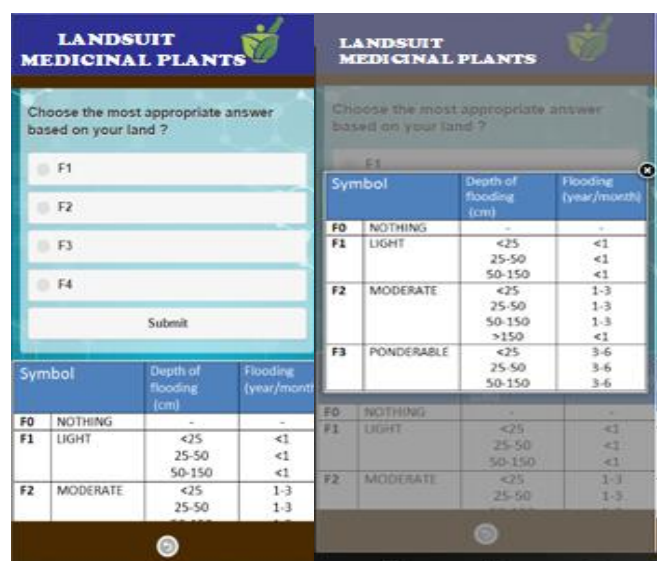 LANDSUIT
MEDICINAL PLANTS
Choose the most appropriate answer
based on your land ?
F1
F2
F3
F4
Submit
Symbol Depth of flooding (cm) Flooding (year/month
F0 NOTHING - -
F1 LIGHT <25 <1
25-50 <1
50-150 <1
F2 MODERATE <25 1-3
25-50 1-3
LANDSUIT
MEDICINAL PLANTS
Choose the most appropriate answer
based on your land ?
F1
Symbol Depth of flooding (cm) Flooding (year/month)
F0 NOTHING - -
F1 LIGHT <25 <1
25-50 <1
50-150 <1
F2 MODERATE <25 1-3
25-50 1-3
50-150 1-3
>150 <1
F3 PONDERABLE <25 3-6
25-50 3-6
50-150 3-6
F0 NOTHING - -
F1 LIGHT <25 <1
25-50 <1
50-150 <1
F2 MODERATE <25 1-3
25-50 1-3